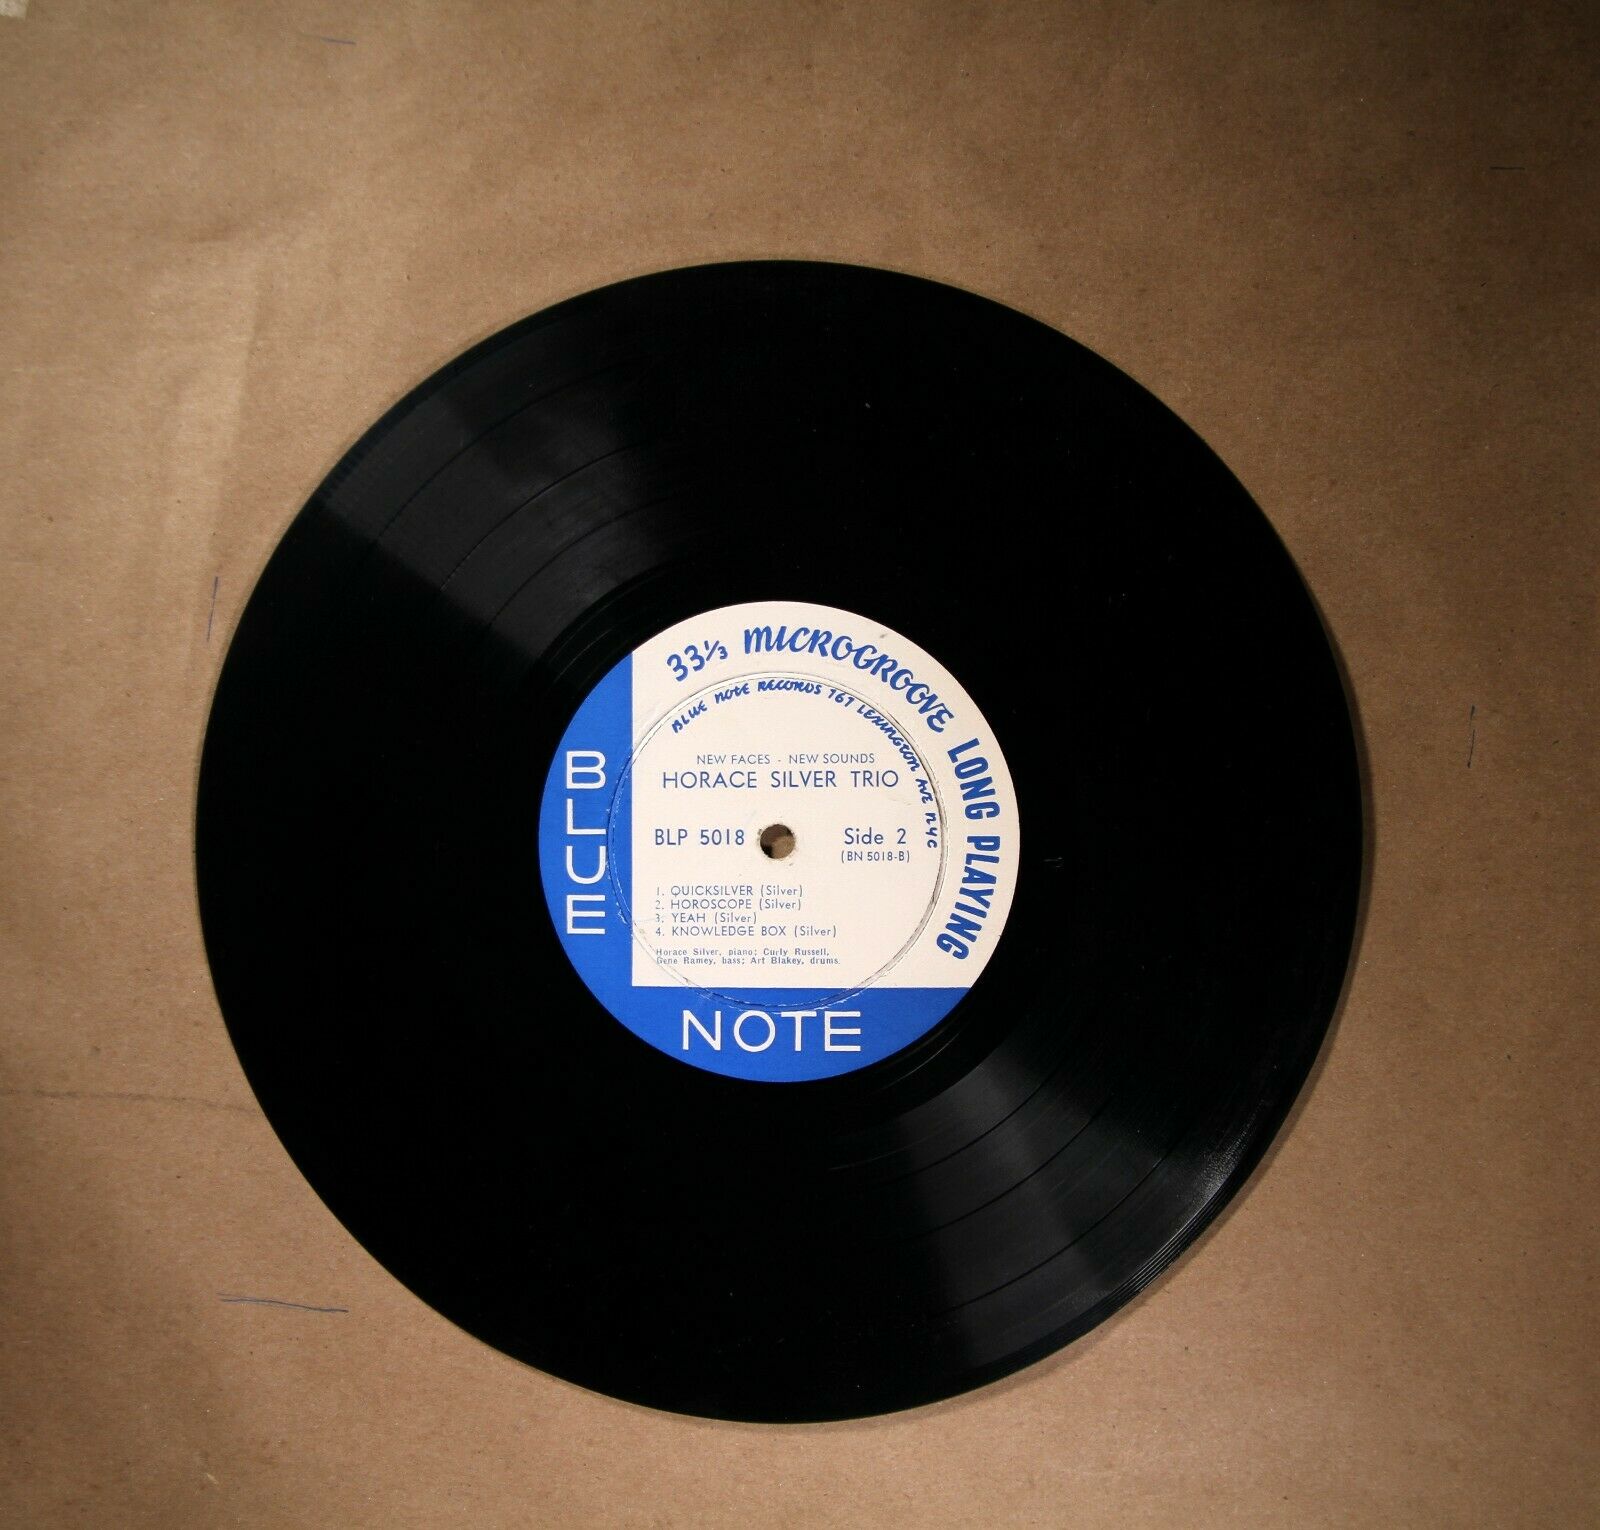 33⅓ MICROGROOVE LONG PLAYING
BLUE NOTE RECORDS 767 LEXINGTON AVE NYC
NEW FACES - NEW SOUNDS
HORACE SILVER TRIO
BLP 5018 Side 2
(BN 5018-B)
1. QUICKSILVER (Silver)
2. HOROSCOPE (Silver)
3. YEAH (Silver)
4. KNOWLEDGE BOX (Silver)
Horace Silver, piano; Curly Russell,
Gene Ramey, bass; Art Blakey, drums.
BLUE
NOTE